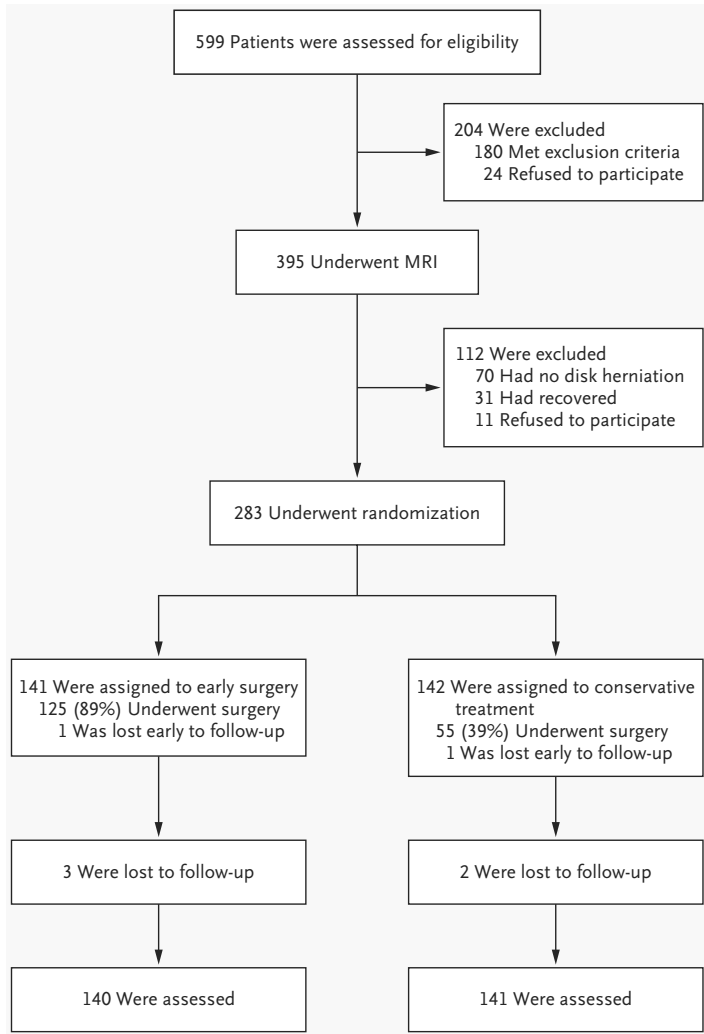 599 Patients were assessed for eligibility
204 Were excluded
180 Met exclusion criteria
24 Refused to participate
395 Underwent MRI
112 Were excluded
70 Had no disk herniation
31 Had recovered
11 Refused to participate
283 Underwent randomization
141 Were assigned to early surgery
125 (89%) Underwent surgery
1 Was lost early to follow-up
142 Were assigned to conservative
treatment
55 (39%) Underwent surgery
1 Was lost early to follow-up
3 Were lost to follow-up
2 Were lost to follow-up
140 Were assessed
141 Were assessed